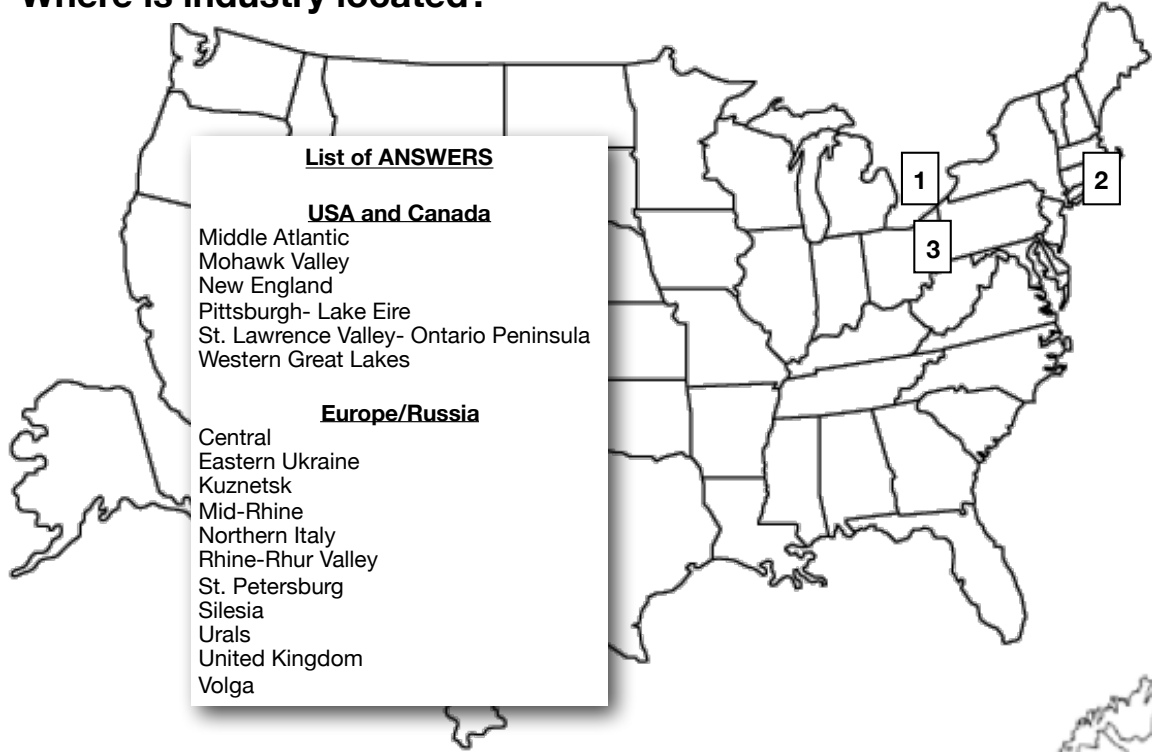 Where is industry located?
List of ANSWERS
USA and Canada
Middle Atlantic
Mohawk Valley
New England
Pittsburgh- Lake Eire
St. Lawrence Valley- Ontario Peninsula
Western Great Lakes
Europe/Russia
Central
Eastern Ukraine
Kuznetsk
Mid-Rhine
Northern Italy
Rhine-Rhur Valley
St. Petersburg
Silesia
Urals
United Kingdom
Volga
1
2
3